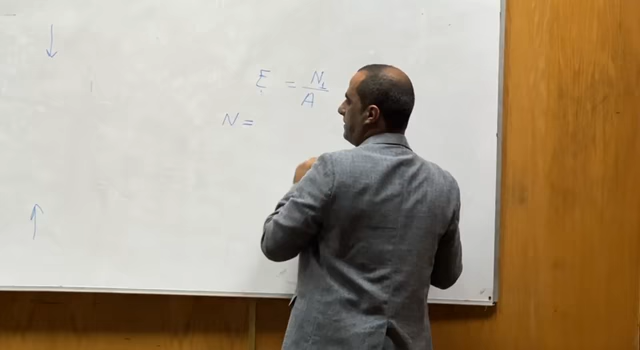 E = N₁/A
N =